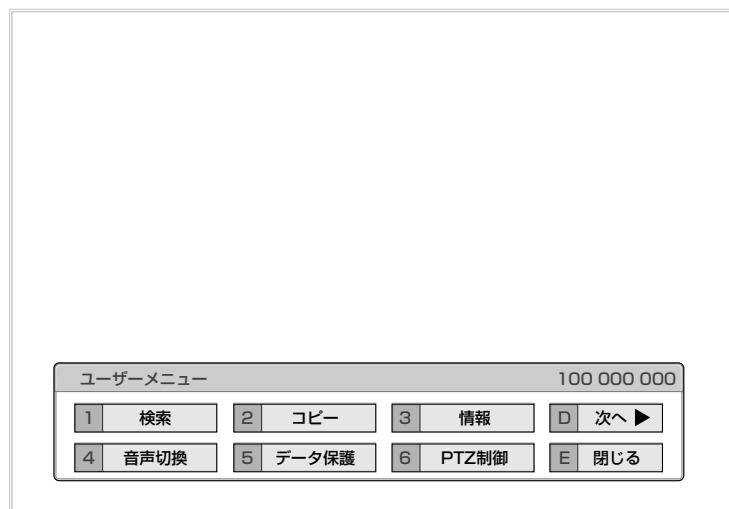 ユーザーメニュー 100 000 000
1 検索 2 コピー 3 情報 D 次へ ▶
4 音声切換 5 データ保護 6 PTZ制御 E 閉じる